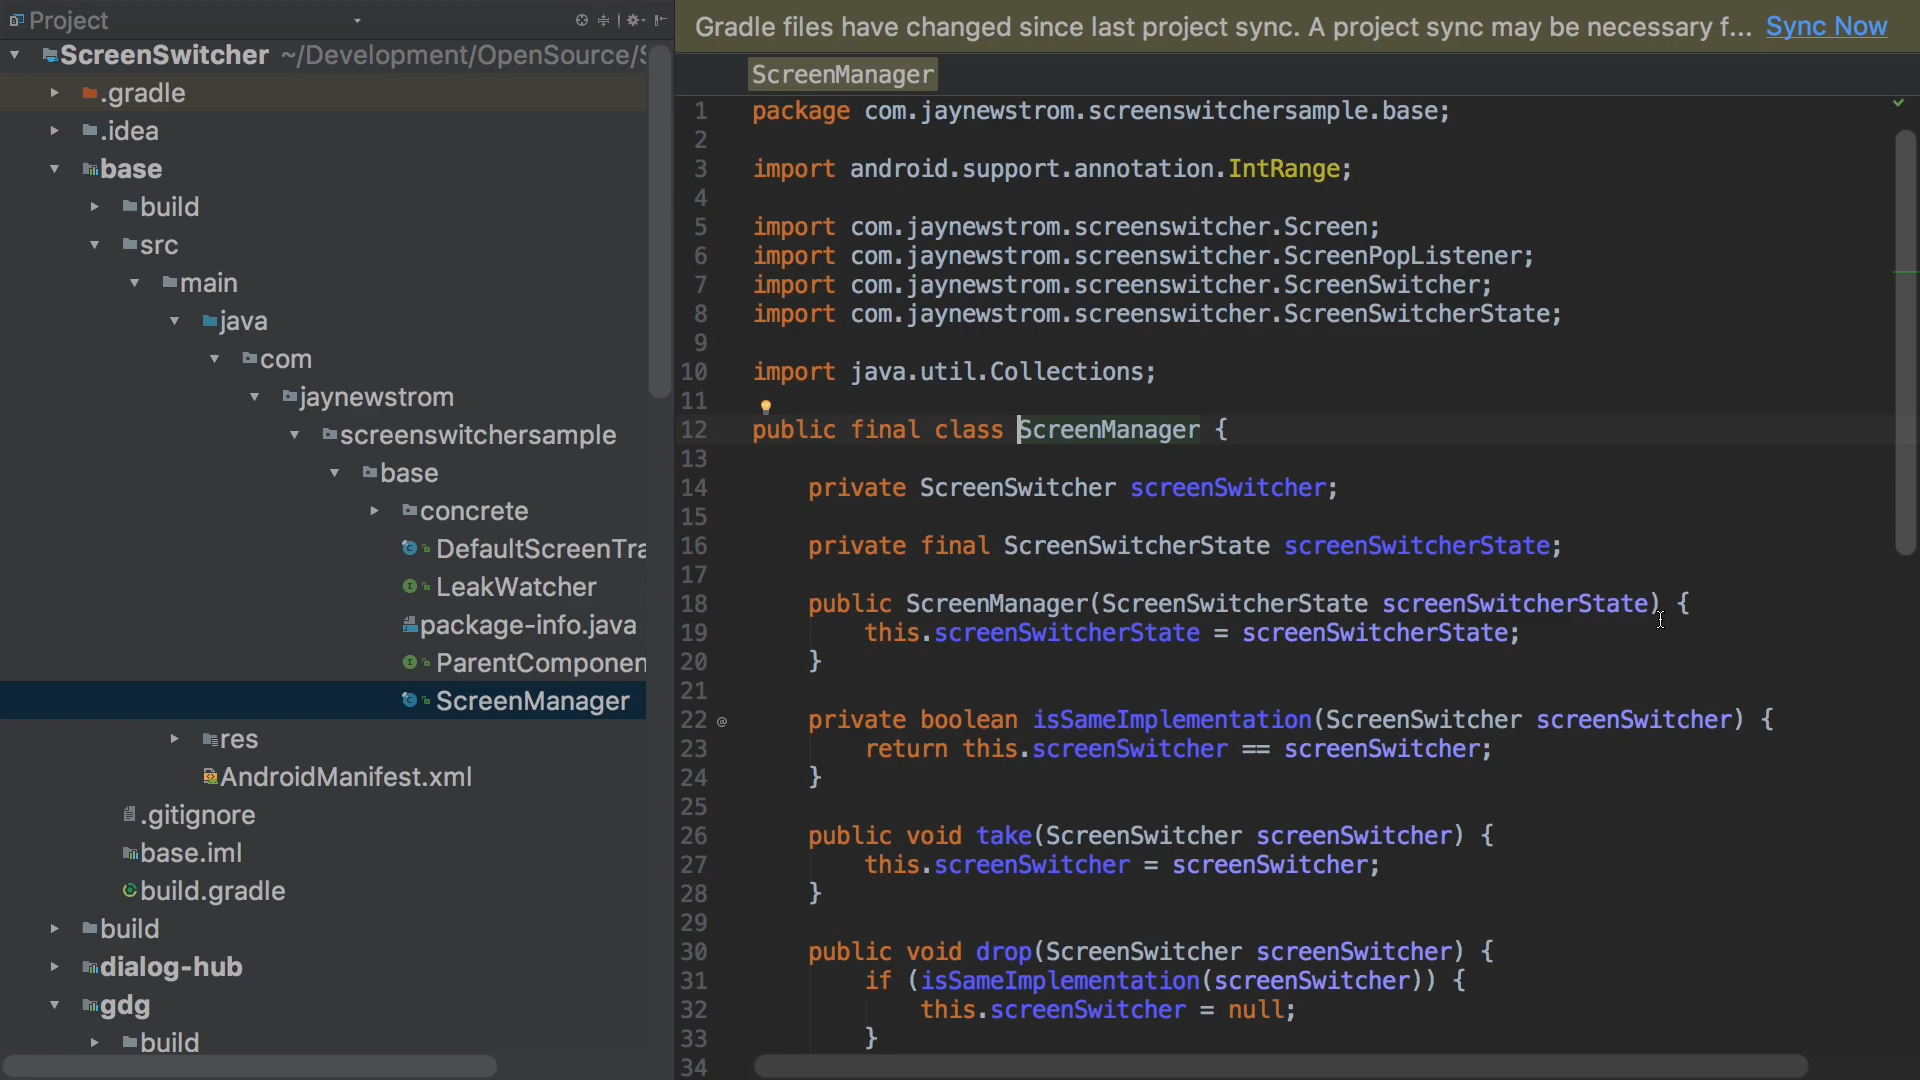 Project
ScreenSwitcher ~/Development/OpenSource/S
.gradle
.idea
base
build
src
main
java
com
jaynewstrom
screenswitchersample
base
concrete
DefaultScreenTra
LeakWatcher
package-info.java
ParentComponen
ScreenManager
res
AndroidManifest.xml
.gitignore
base.iml
build.gradle
build
dialog-hub
gdg
build
Gradle files have changed since last project sync. A project sync may be necessary f... Sync Now
ScreenManager
1 package com.jaynewstrom.screenswitchersample.base;
2
3 import android.support.annotation.IntRange;
4
5 import com.jaynewstrom.screenswitcher.Screen;
6 import com.jaynewstrom.screenswitcher.ScreenPopListener;
7 import com.jaynewstrom.screenswitcher.ScreenSwitcher;
8 import com.jaynewstrom.screenswitcher.ScreenSwitcherState;
9
10 import java.util.Collections;
11
12 public final class ScreenManager {
13
14 private ScreenSwitcher screenSwitcher;
15
16 private final ScreenSwitcherState screenSwitcherState;
17
18 public ScreenManager(ScreenSwitcherState screenSwitcherState) {
19 this.screenSwitcherState = screenSwitcherState;
20 }
21
22 @ private boolean isSameImplementation(ScreenSwitcher screenSwitcher) {
23 return this.screenSwitcher == screenSwitcher;
24 }
25
26 public void take(ScreenSwitcher screenSwitcher) {
27 this.screenSwitcher = screenSwitcher;
28 }
29
30 public void drop(ScreenSwitcher screenSwitcher) {
31 if (isSameImplementation(screenSwitcher)) {
32 this.screenSwitcher = null;
33 }
34